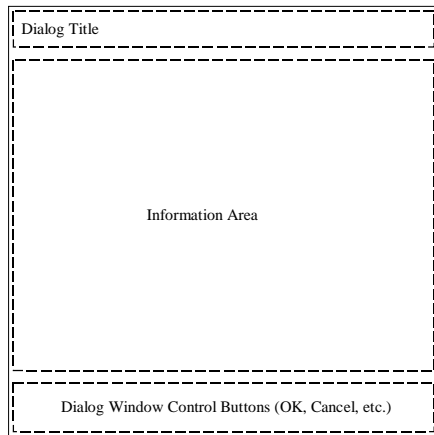 Dialog Title
Information Area
Dialog Window Control Buttons (OK, Cancel, etc.)